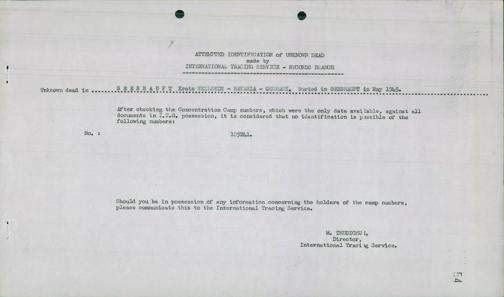 ATTEMPTED IDENTIFICATION of UNKNOWN DEAD
made by
INTERNATIONAL TRACING SERVICE - RECORDS BRANCH
Unknown dead in ..... S E E S H A U P T Kreis WEILHEIM - BAVARIA - GERMANY. Buried in SEESHAUPT in May 1945.
After checking the Concentration Camp numbers, which were the only data available, against all
documents in I.T.S. possession, it is considered that no identification is possible of the
following numbers:
No. :
Should you be in possession of any information concerning the holders of the camp numbers,
please communicate this to the International Tracing Service.
M. THUDICHUM,
Director,
International Tracing Service.
54